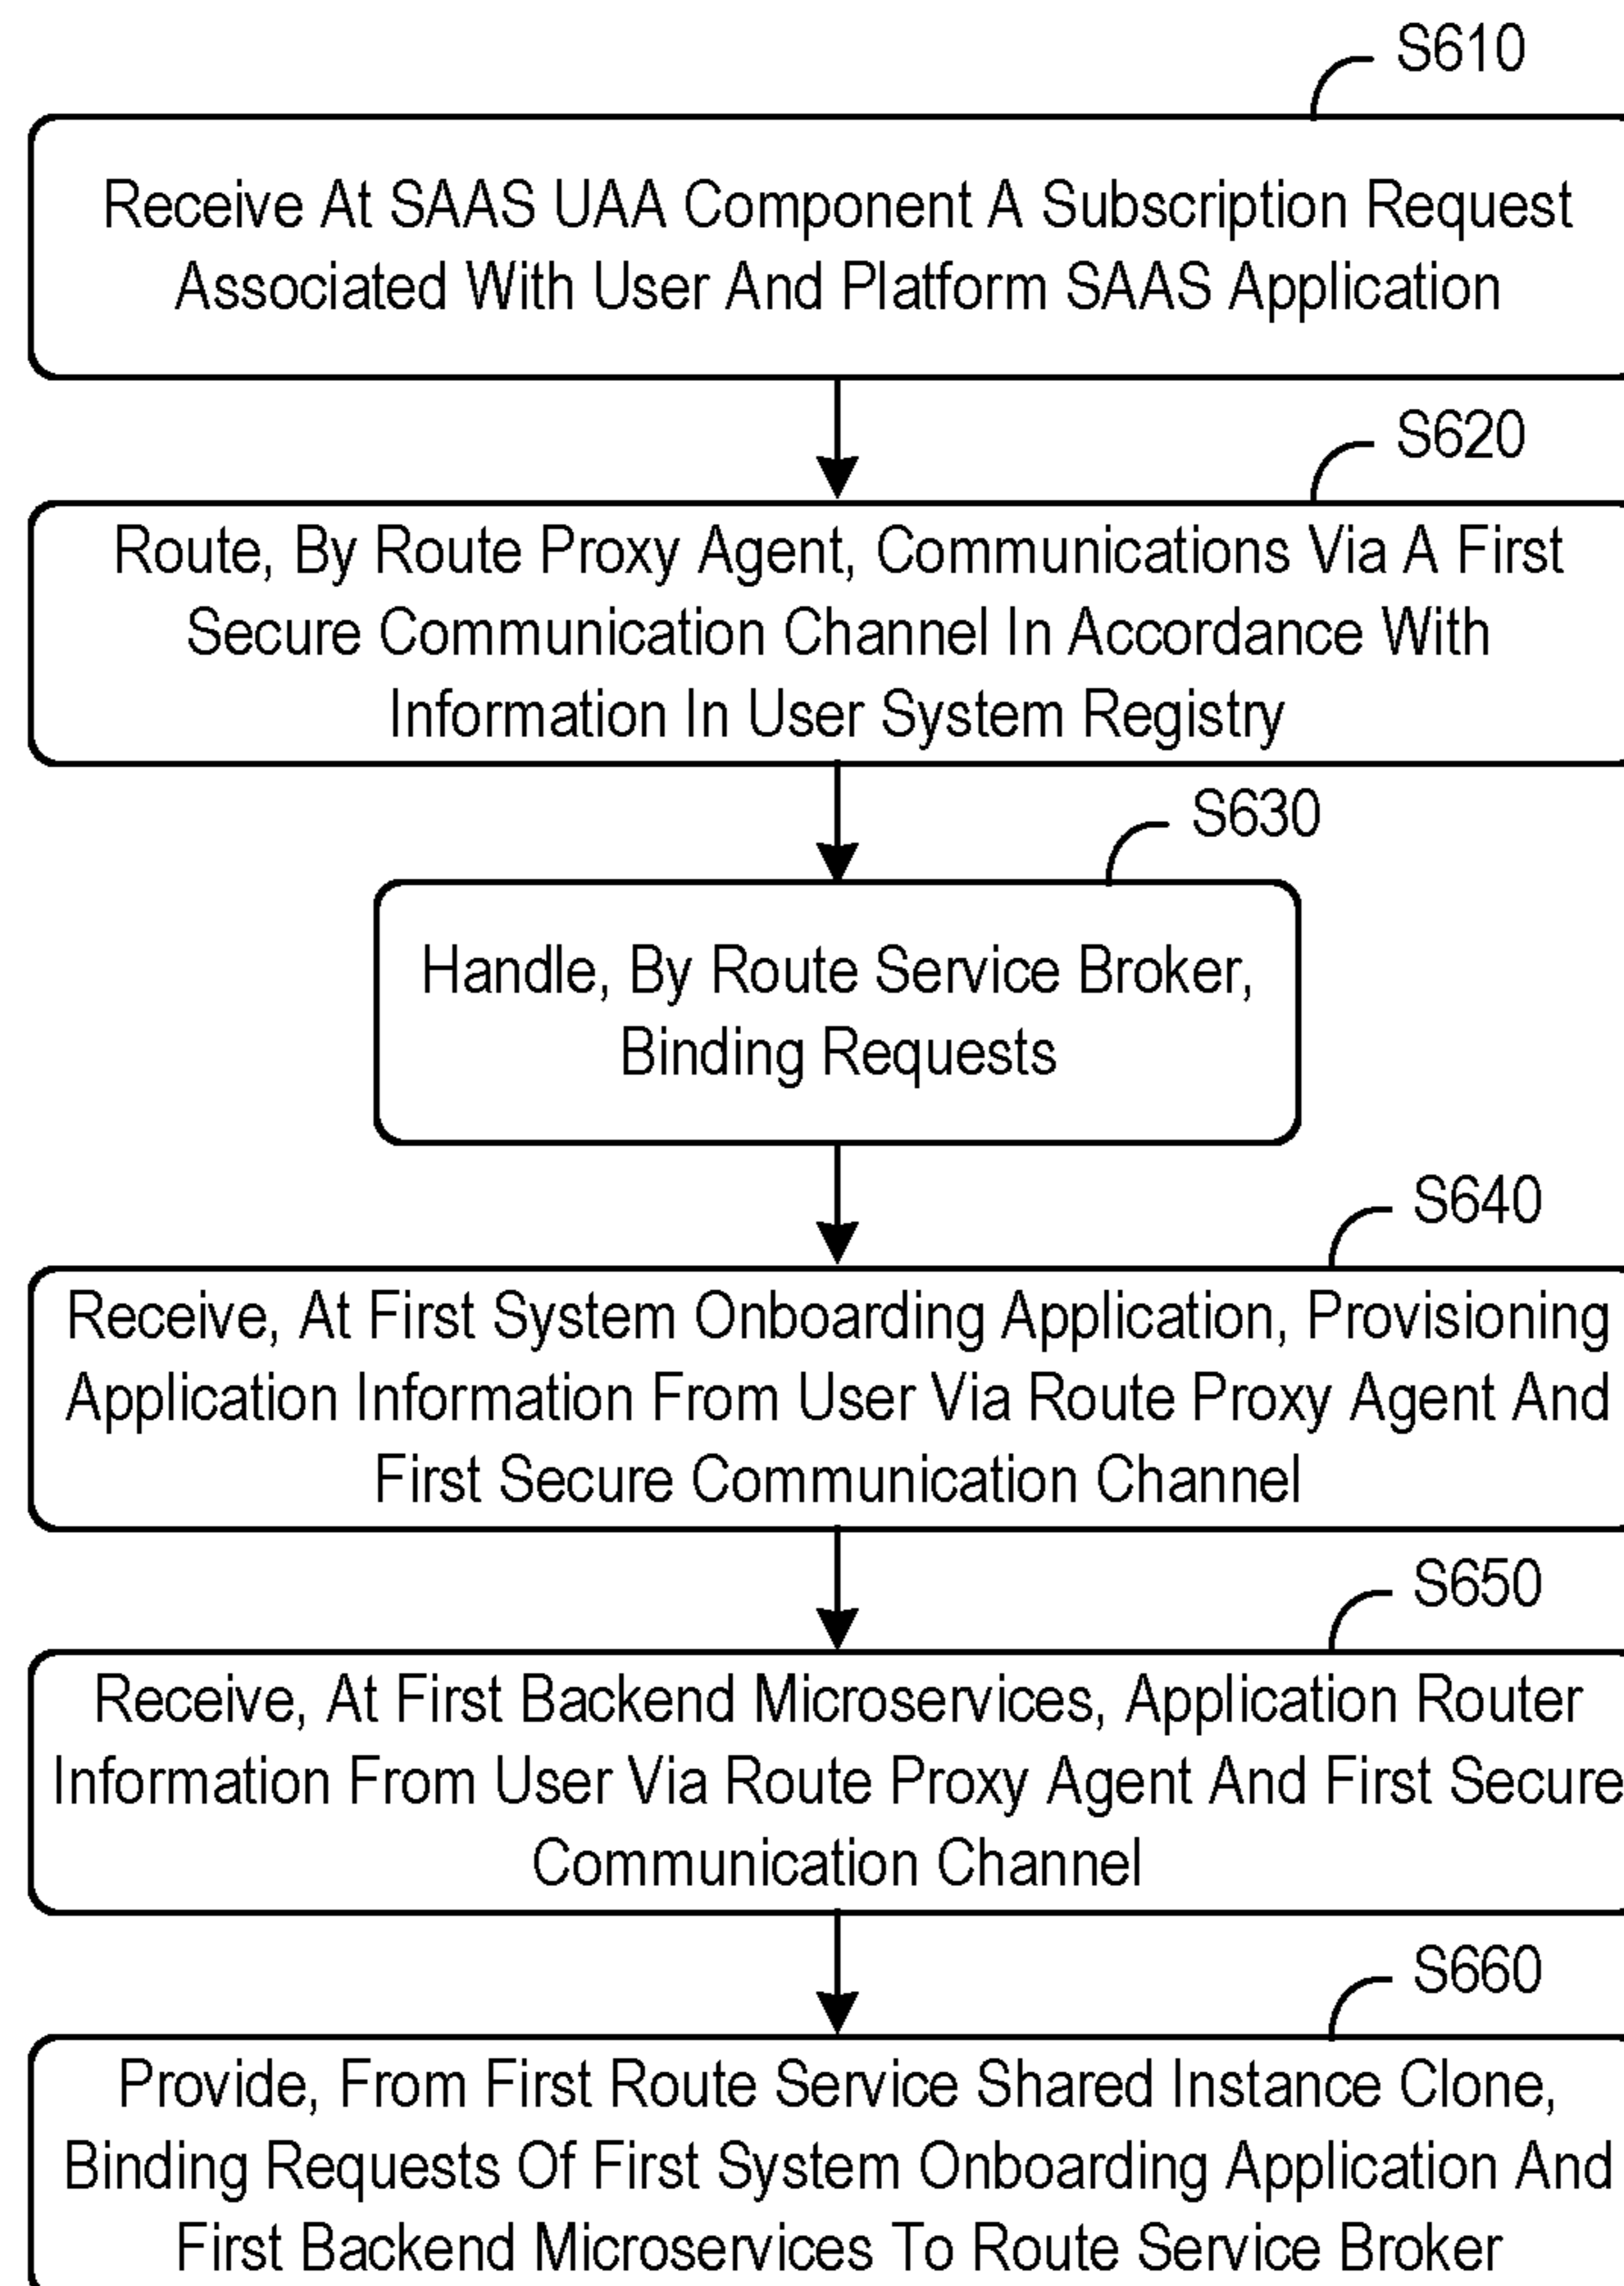 S610
Receive At SAAS UAA Component A Subscription Request
Associated With User And Platform SAAS Application
S620
Route, By Route Proxy Agent, Communications Via A First
Secure Communication Channel In Accordance With
Information In User System Registry
S630
Handle, By Route Service Broker,
Binding Requests
S640
Receive, At First System Onboarding Application, Provisioning
Application Information From User Via Route Proxy Agent And
First Secure Communication Channel
S650
Receive, At First Backend Microservices, Application Router
Information From User Via Route Proxy Agent And First Secure
Communication Channel
S660
Provide, From First Route Service Shared Instance Clone,
Binding Requests Of First System Onboarding Application And
First Backend Microservices To Route Service Broker